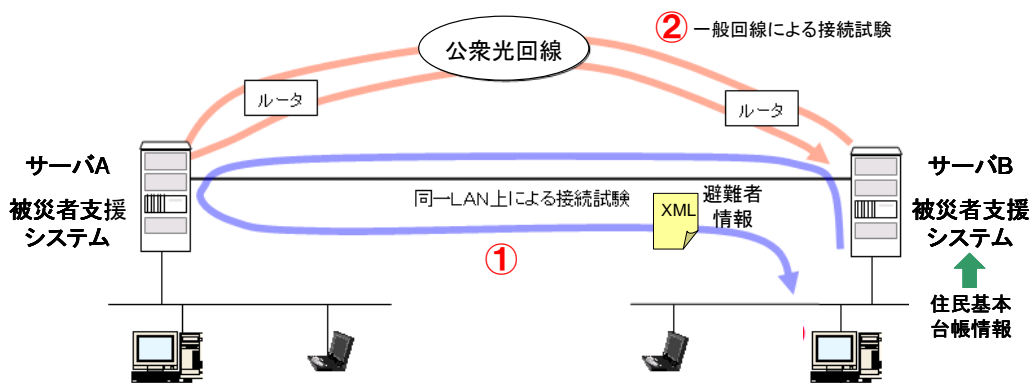 ② 一般回線による接続試験
公衆光回線
ルータ
ルータ
サーバA
被災者支援
システム
サーバB
被災者支援
システム
同一LAN上による接続試験
XML
避難者
情報
①
住民基本
台帳情報